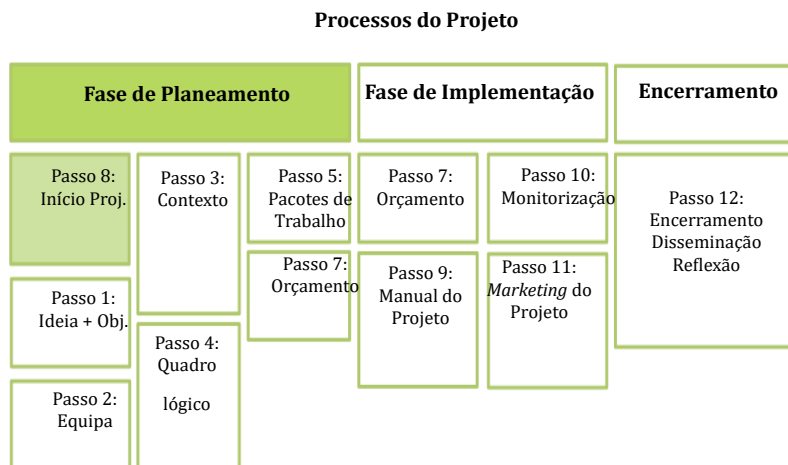 Processos do Projeto
Fase de Planeamento
Fase de Implementação
Encerramento
Passo 8:
Início Proj.
Passo 1:
Ideia + Obj.
Passo 2:
Equipa
Passo 3:
Contexto
Passo 4:
Quadro
lógico
Passo 5:
Pacotes de
Trabalho
Passo 7:
Orçamento
Passo 7:
Orçamento
Passo 9:
Manual do
Projeto
Passo 10:
Monitorização
Passo 11:
Marketing do
Projeto
Passo 12:
Encerramento
Disseminação
Reflexão